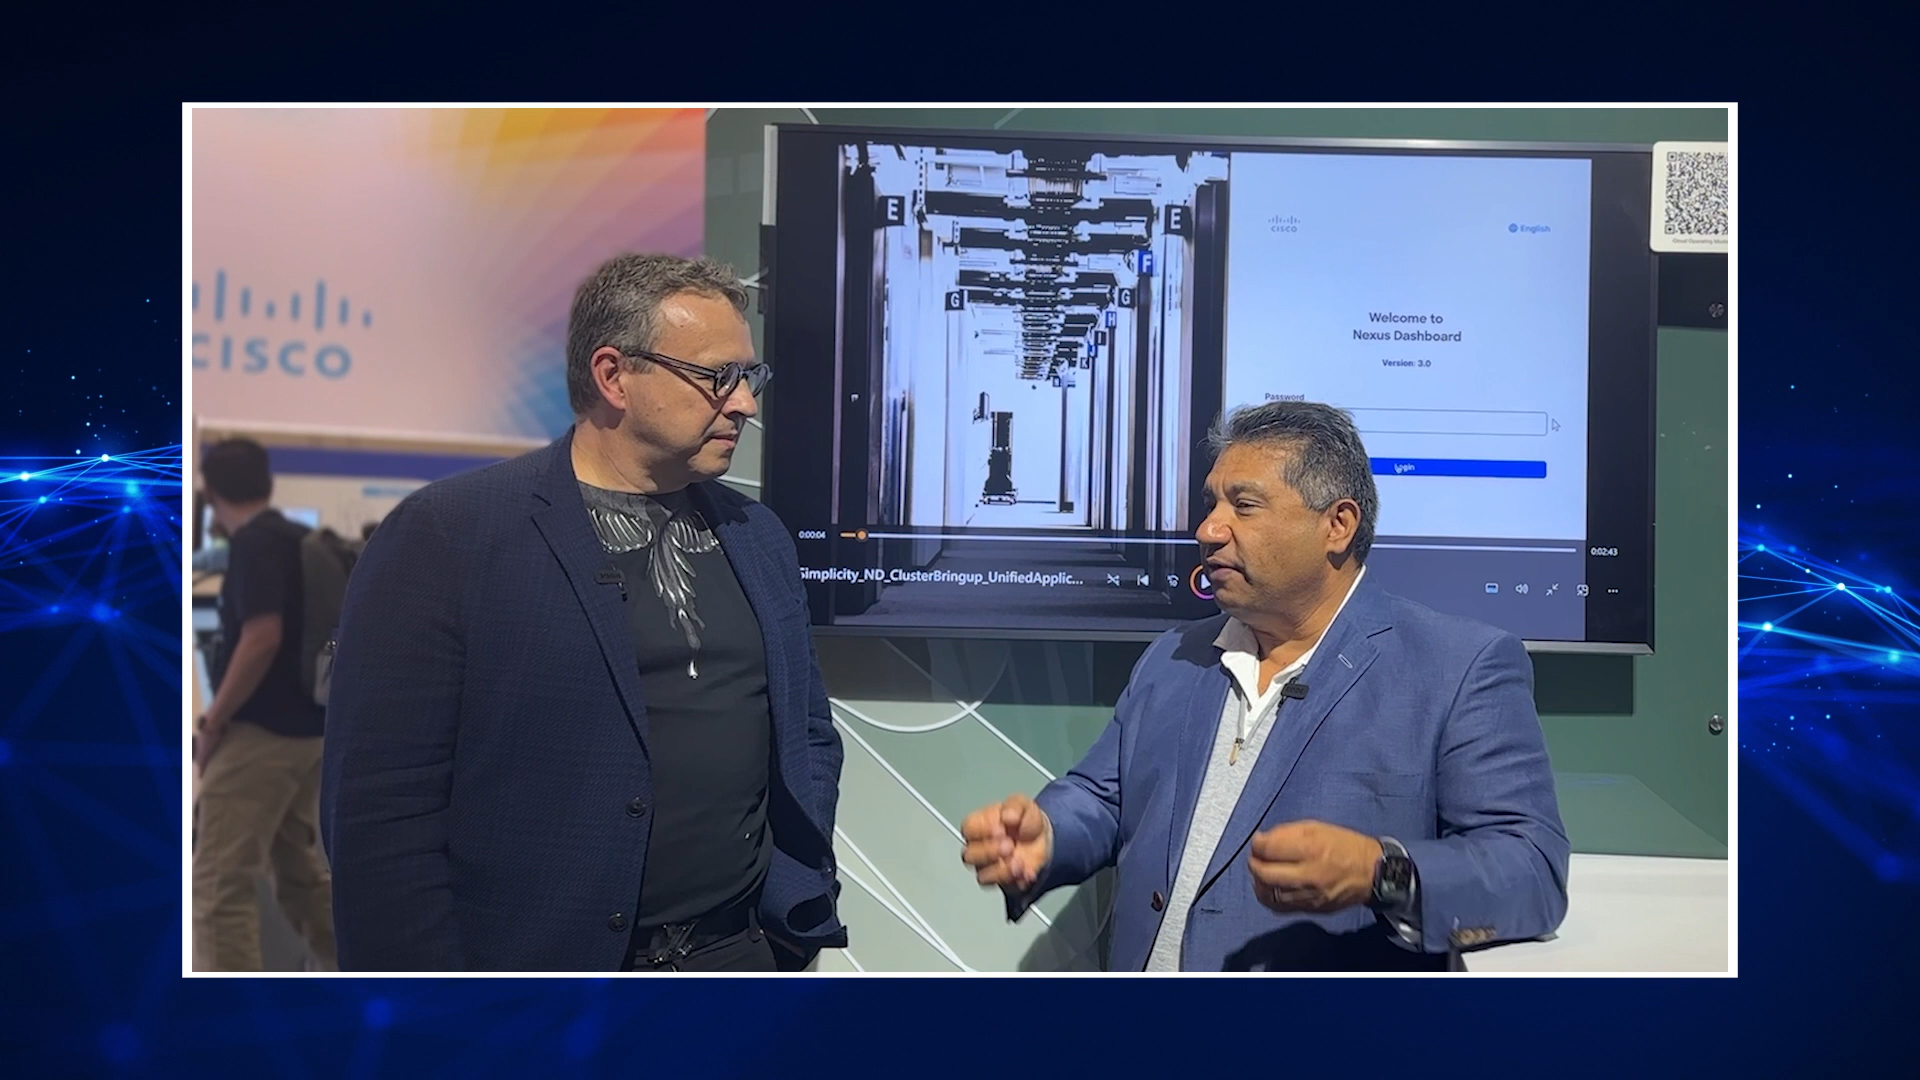 CISCO
E
E
F
G
G
H
K
CISCO
English
Welcome to
Nexus Dashboard
Version: 3.0
Password
Login
0:00:04
0:02:43
Simplicity_ND_ClusterBringup_UnifiedApplic...
10